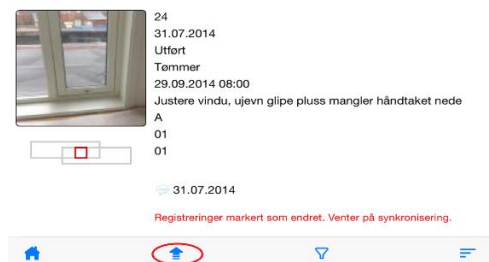 24
31.07.2014
Utført
Tømmer
29.09.2014 08:00
Justere vindu, ujevn glipe pluss mangler håndtaket nede
A
01
01
31.07.2014
Registreringer markert som endret. Venter på synkronisering.